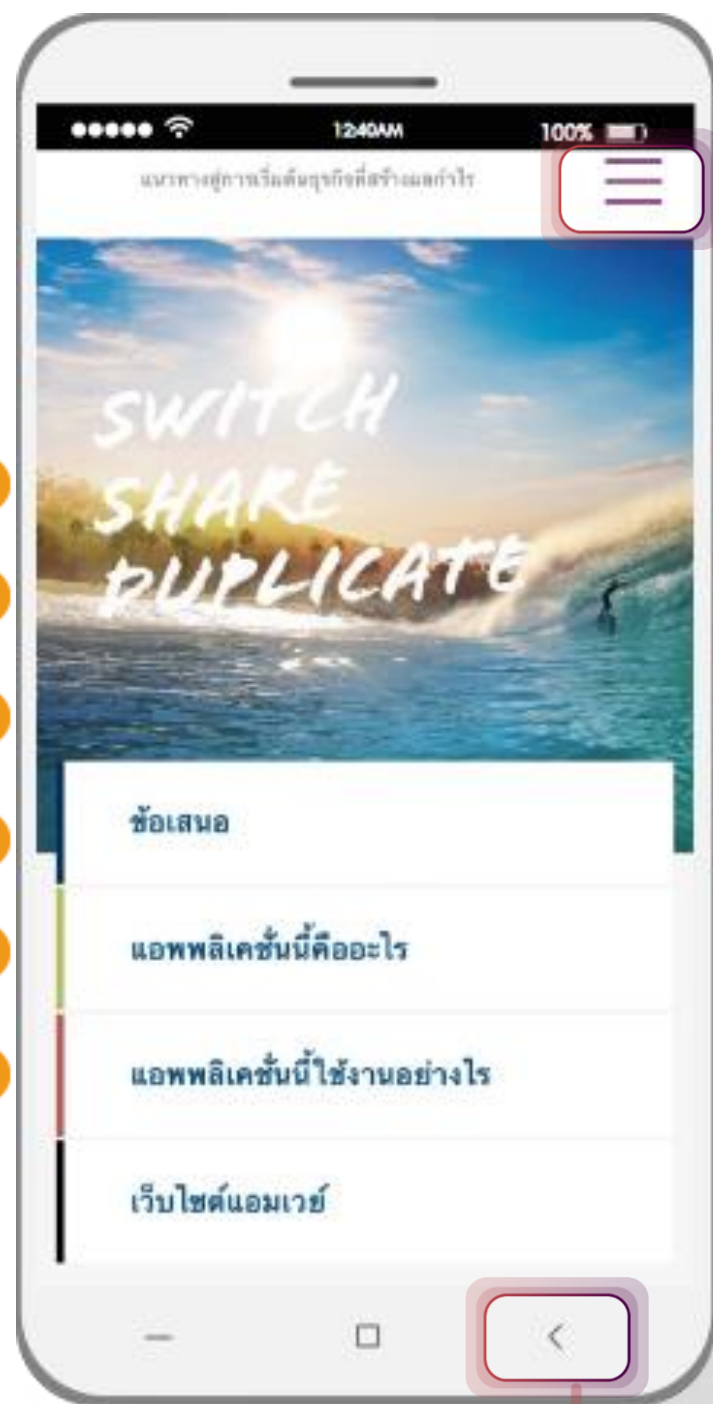 12:40AM
100%
แนวทางสู่การเริ่มต้นธุรกิจที่สร้างผลกำไร
SWITCH
SHARE
DUPLICATE
ข้อเสนอ
แอพพลิเคชั่นนี้คืออะไร
แอพพลิเคชั่นนี้ใช้งานอย่างไร
เว็บไซต์แอมเวย์